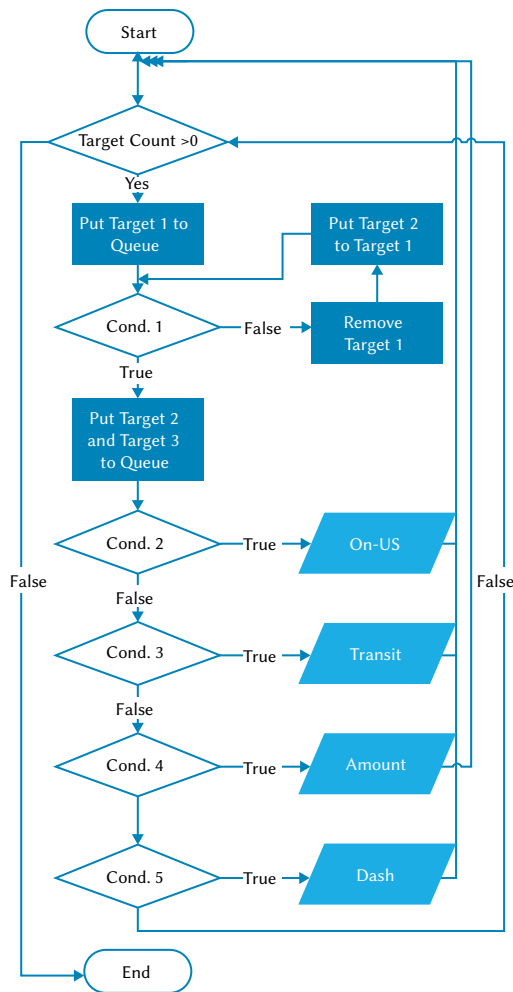 Start
Target Count >0
Yes
Put Target 1 to
Queue
Put Target 2
to Target 1
Cond. 1
False
Remove
Target 1
True
Put Target 2
and Target 3
to Queue
Cond. 2
True
On-US
False
False
False
Cond. 3
True
Transit
False
Cond. 4
True
Amount
Cond. 5
True
Dash
End